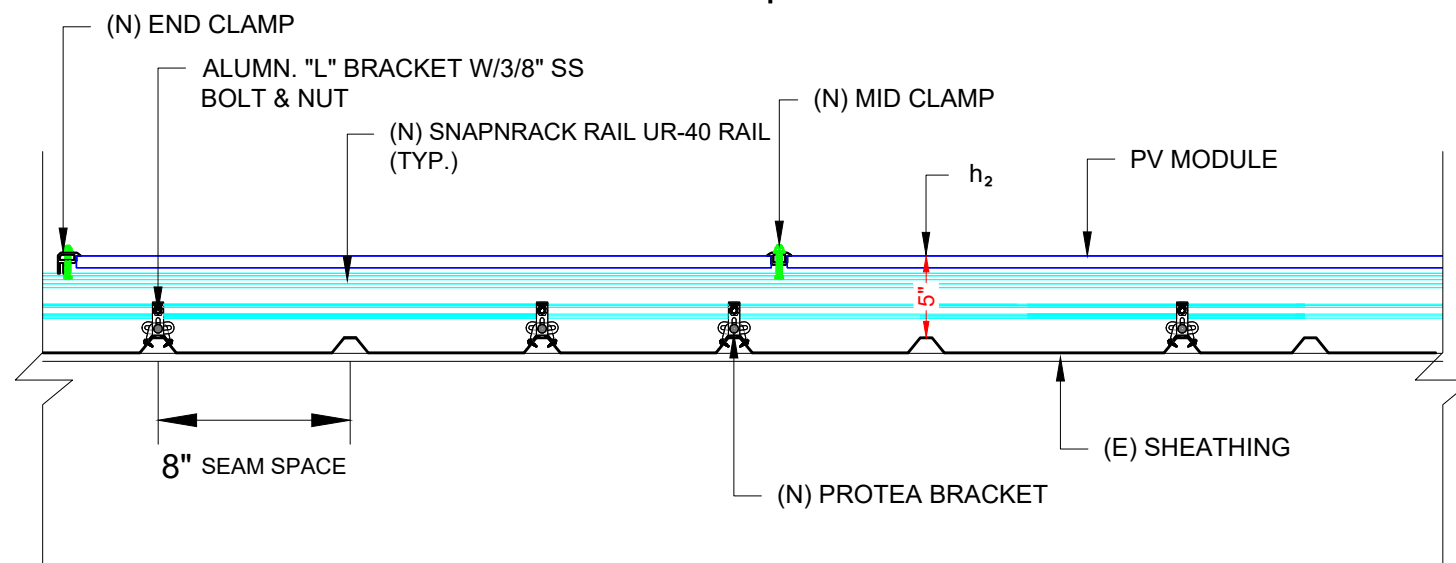 (N) END CLAMP
ALUMN. "L" BRACKET W/3/8" SS
BOLT & NUT
(N) SNAPNRACK RAIL UR-40 RAIL
(TYP.)
(N) MID CLAMP
h₂
PV MODULE
5"
8" SEAM SPACE
(E) SHEATHING
(N) PROTEA BRACKET